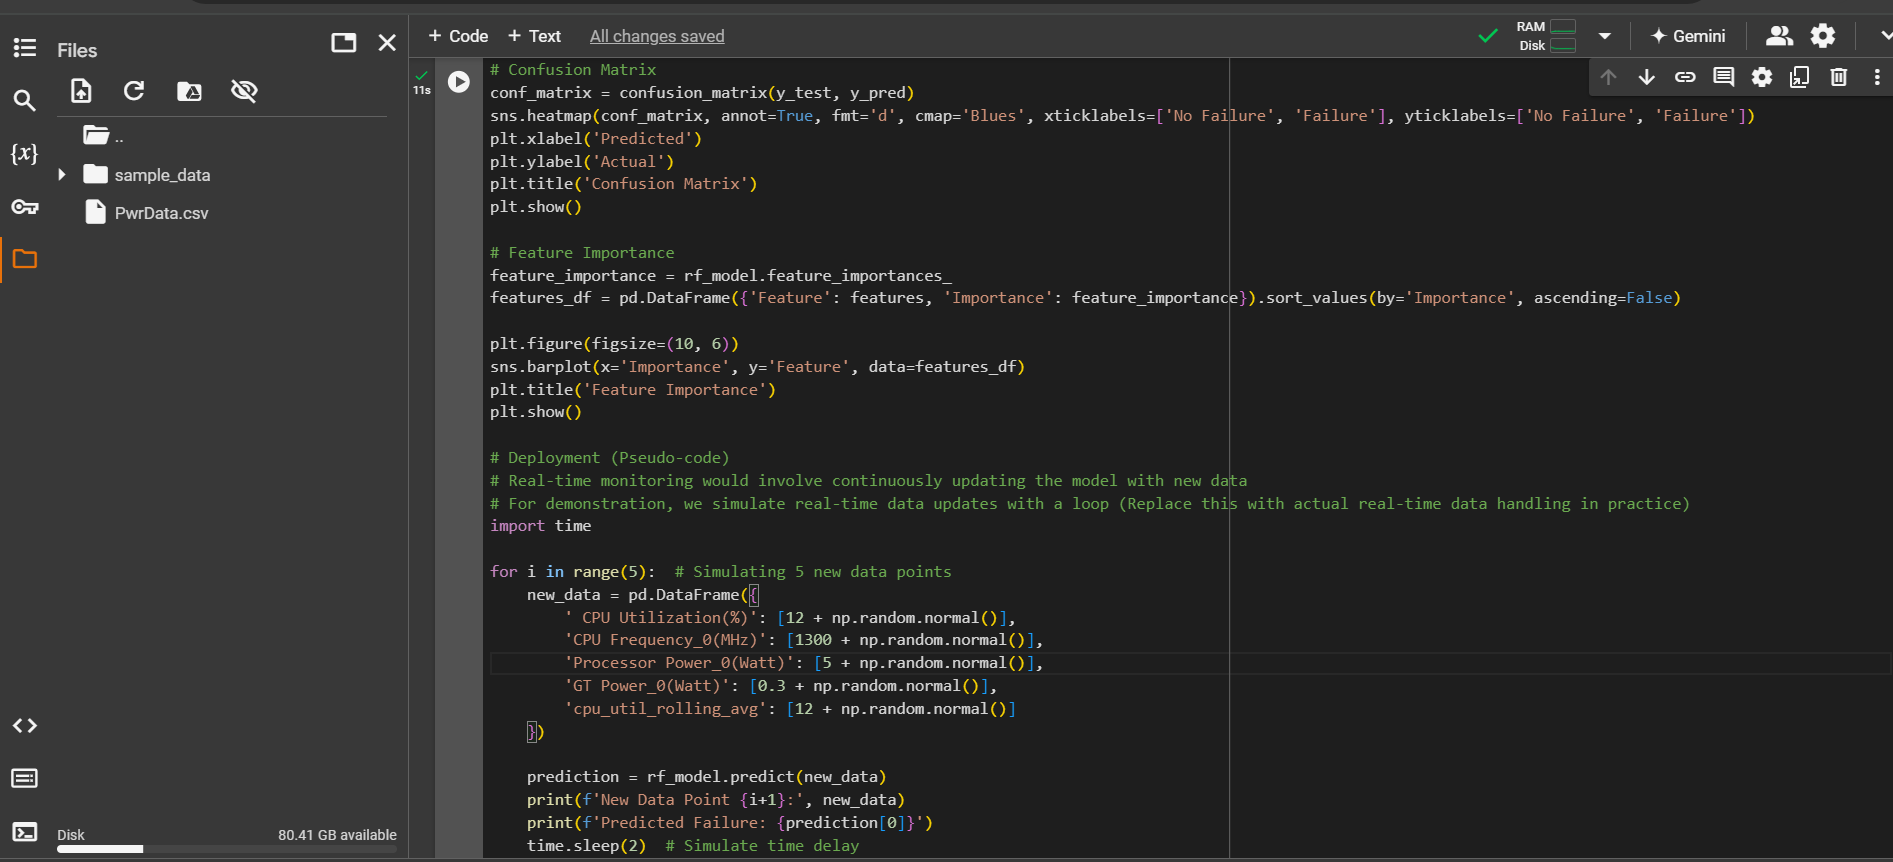 Files
..
sample_data
PwrData.csv
Disk 80.41 GB available
+ Code + Text All changes saved
RAM
Disk
Gemini
11s
# Confusion Matrix
conf_matrix = confusion_matrix(y_test, y_pred)
sns.heatmap(conf_matrix, annot=True, fmt='d', cmap='Blues', xticklabels=['No Failure', 'Failure'], yticklabels=['No Failure', 'Failure'])
plt.xlabel('Predicted')
plt.ylabel('Actual')
plt.title('Confusion Matrix')
plt.show()
# Feature Importance
feature_importance = rf_model.feature_importances_
features_df = pd.DataFrame({'Feature': features, 'Importance': feature_importance}).sort_values(by='Importance', ascending=False)
plt.figure(figsize=(10, 6))
sns.barplot(x='Importance', y='Feature', data=features_df)
plt.title('Feature Importance')
plt.show()
# Deployment (Pseudo-code)
# Real-time monitoring would involve continuously updating the model with new data
# For demonstration, we simulate real-time data updates with a loop (Replace this with actual real-time data handling in practice)
import time
for i in range(5):  # Simulating 5 new data points
    new_data = pd.DataFrame({
        ' CPU Utilization(%)': [12 + np.random.normal()],
        'CPU Frequency_0(MHz)': [1300 + np.random.normal()],
        'Processor Power_0(Watt)': [5 + np.random.normal()],
        'GT Power_0(Watt)': [0.3 + np.random.normal()],
        'cpu_util_rolling_avg': [12 + np.random.normal()]
    })
    prediction = rf_model.predict(new_data)
    print(f'New Data Point {i+1}:', new_data)
    print(f'Predicted Failure: {prediction[0]}')
    time.sleep(2)  # Simulate time delay